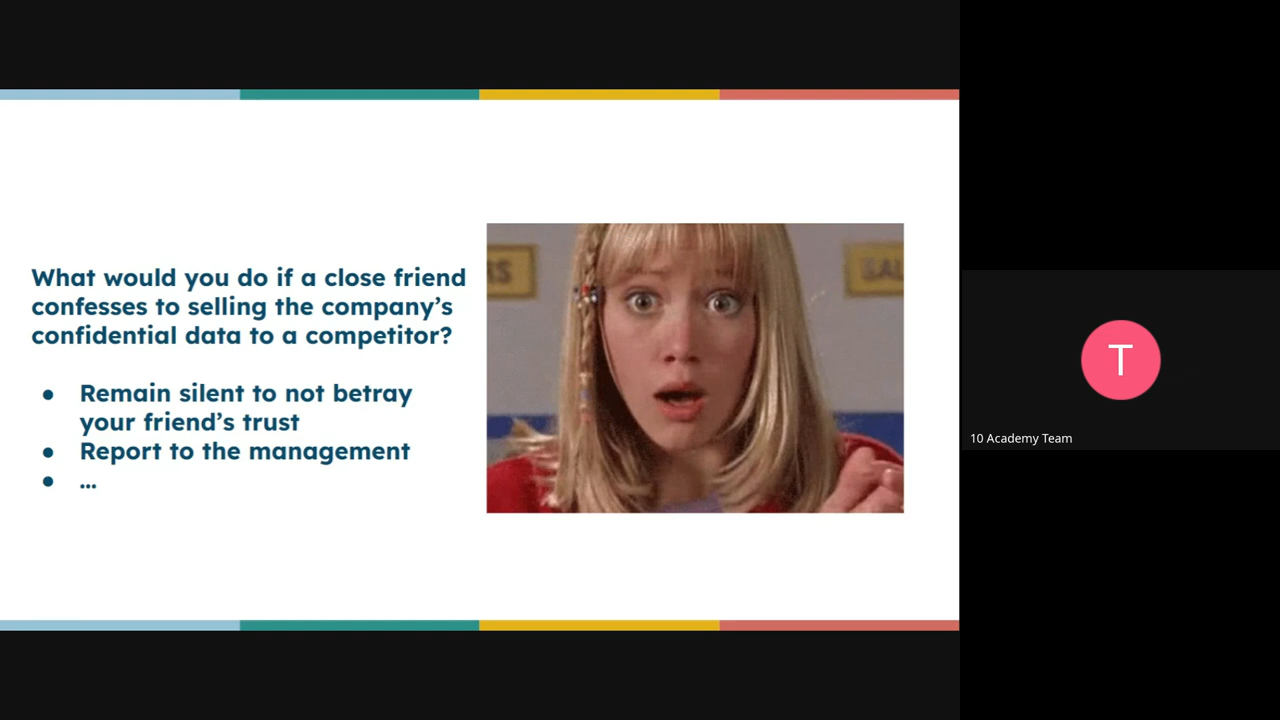 What would you do if a close friend
confesses to selling the company’s
confidential data to a competitor?
● Remain silent to not betray
your friend’s trust
● Report to the management
● ...
T
10 Academy Team